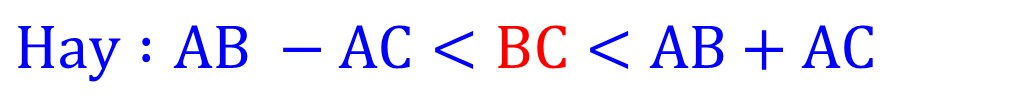 Hay : AB − AC < BC < AB + AC